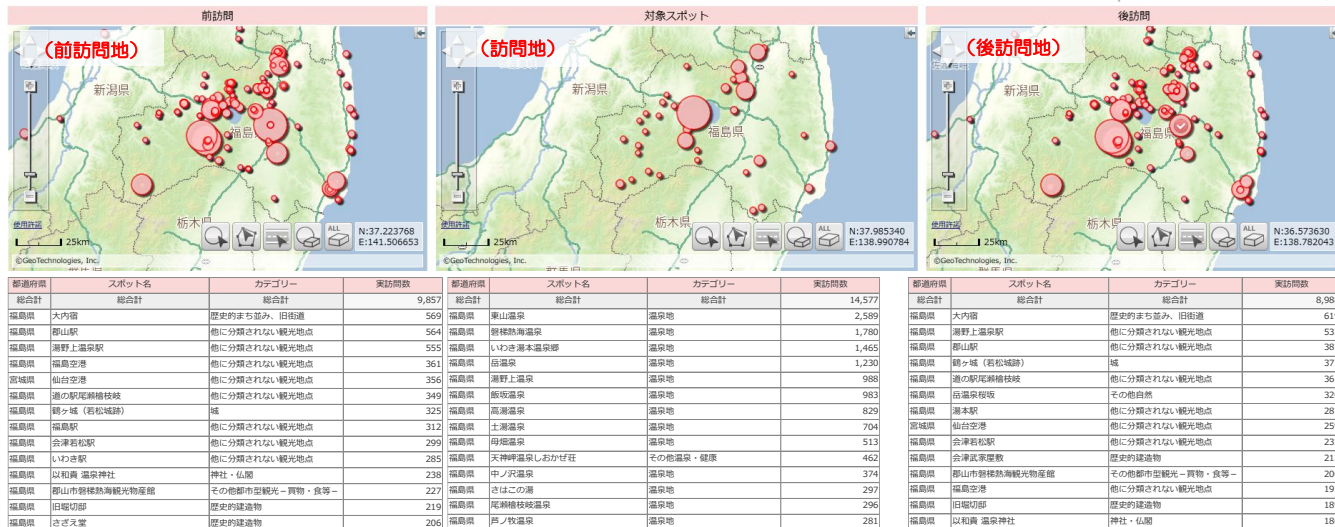 前訪問
対象スポット
後訪問
（前訪問地）
（訪問地）
（後訪問地）
新潟県
新潟県
新潟県
福島県
福島県
栃木県
栃木県
栃木県
使用許諾
使用許諾
使用許諾
25km
25km
25km
ALL
ALL
ALL
N:37.223768
E:141.506653
N:37.985340
E:138.990784
N:36.573630
E:138.782043
©GeoTechnologies, Inc.
©GeoTechnologies, Inc.
©GeoTechnologies, Inc.
都道府県 スポット名 カテゴリー 実訪問数
総合計 総合計 総合計 9,857
福島県 大内宿 歴史的まち並み、旧街道 569
福島県 郡山駅 他に分類されない観光地点 564
福島県 湯野上温泉駅 他に分類されない観光地点 555
福島県 福島空港 他に分類されない観光地点 361
宮城県 仙台空港 他に分類されない観光地点 356
福島県 道の駅尾瀬檜枝岐 他に分類されない観光地点 349
福島県 鶴ヶ城（若松城跡） 城 325
福島県 福島駅 他に分類されない観光地点 312
福島県 会津若松駅 他に分類されない観光地点 299
福島県 いわき駅 他に分類されない観光地点 285
福島県 以和貴 温泉神社 神社・仏閣 238
福島県 郡山市磐梯熱海観光物産館 その他都市型観光－買物・食等－ 227
福島県 旧堀切邸 歴史的建造物 219
福島県 さざえ堂 歴史的建造物 206
都道府県 スポット名 カテゴリー 実訪問数
総合計 総合計 総合計 14,577
福島県 東山温泉 温泉地 2,589
福島県 磐梯熱海温泉 温泉地 1,780
福島県 いわき湯本温泉郷 温泉地 1,465
福島県 岳温泉 温泉地 1,230
福島県 湯野上温泉 温泉地 988
福島県 飯坂温泉 温泉地 983
福島県 高湯温泉 温泉地 829
福島県 土湯温泉 温泉地 704
福島県 母畑温泉 温泉地 513
福島県 天神岬温泉しおかぜ荘 その他温泉・健康 462
福島県 中ノ沢温泉 温泉地 374
福島県 さはこの湯 温泉地 297
福島県 尾瀬檜枝岐温泉 温泉地 296
福島県 芦ノ牧温泉 温泉地 281
都道府県 スポット名 カテゴリー 実訪問数
総合計 総合計 総合計 8,98
福島県 大内宿 歴史的まち並み、旧街道 61
福島県 湯野上温泉駅 他に分類されない観光地点 53
福島県 郡山駅 他に分類されない観光地点 38
福島県 鶴ヶ城（若松城跡） 城 37
福島県 道の駅尾瀬檜枝岐 他に分類されない観光地点 36
福島県 岳温泉桜坂 その他自然 32
福島県 湯本駅 他に分類されない観光地点 28
宮城県 仙台空港 他に分類されない観光地点 25
福島県 会津若松駅 他に分類されない観光地点 23
福島県 会津武家屋敷 歴史的建造物 21
福島県 郡山市磐梯熱海観光物産館 その他都市型観光－買物・食等－ 20
福島県 福島空港 他に分類されない観光地点 19
福島県 旧堀切邸 歴史的建造物 18
福島県 以和貴 温泉神社 神社・仏閣 18